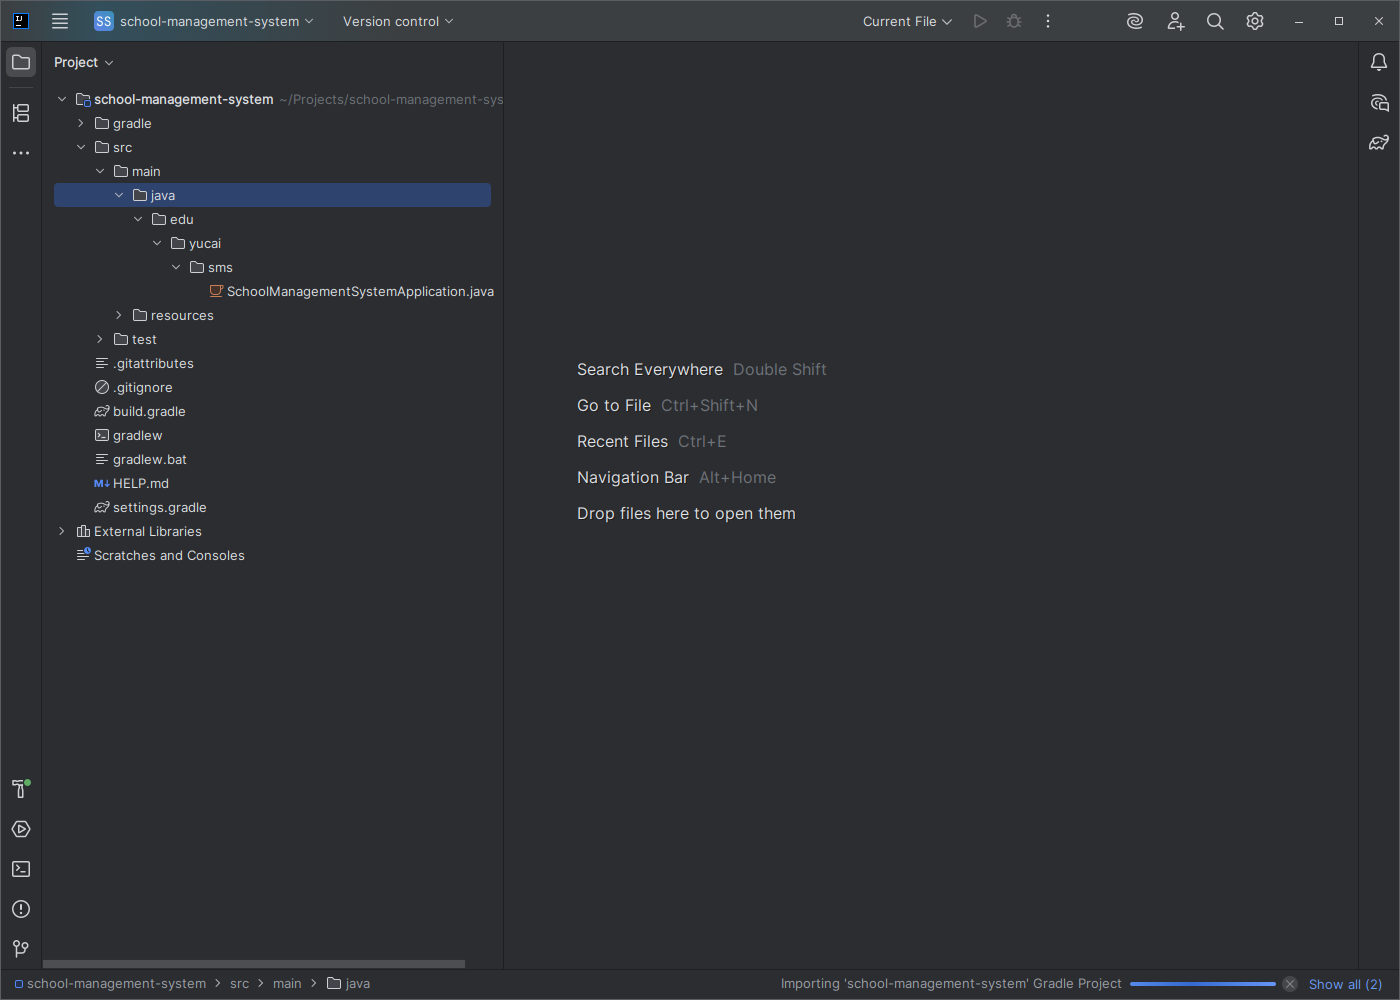 SS school-management-system Version control Current File
Project
school-management-system ~/Projects/school-management-sys
gradle
src
main
java
edu
yucai
sms
SchoolManagementSystemApplication.java
resources
test
.gitattributes
.gitignore
build.gradle
gradlew
gradlew.bat
M↓ HELP.md
settings.gradle
External Libraries
Scratches and Consoles
Search Everywhere Double Shift
Go to File Ctrl+Shift+N
Recent Files Ctrl+E
Navigation Bar Alt+Home
Drop files here to open them
school-management-system src main java Importing 'school-management-system' Gradle Project Show all (2)